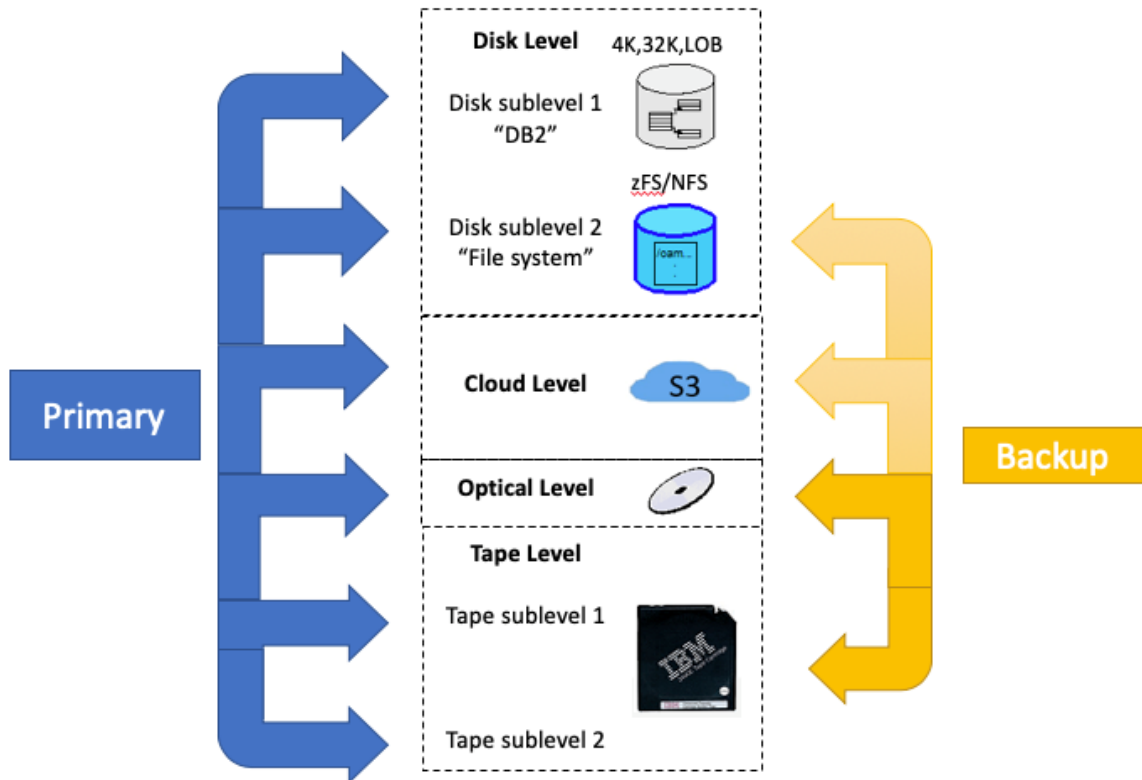 Disk Level
4K,32K,LOB
Disk sublevel 1
“DB2”
zFS/NFS
Disk sublevel 2
“File system”
/oam...
:
Cloud Level
S3
Primary
Backup
Optical Level
Tape Level
Tape sublevel 1
IBM
Tape sublevel 2